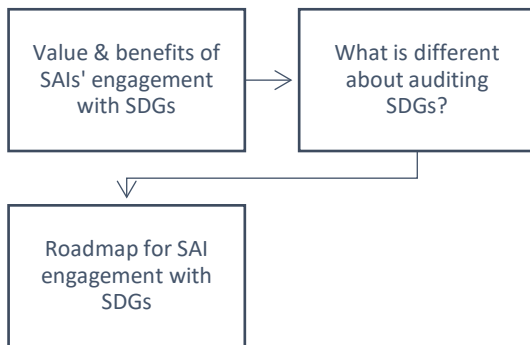 Value & benefits of
SAIs' engagement
with SDGs
What is different
about auditing
SDGs?
Roadmap for SAI
engagement with
SDGs